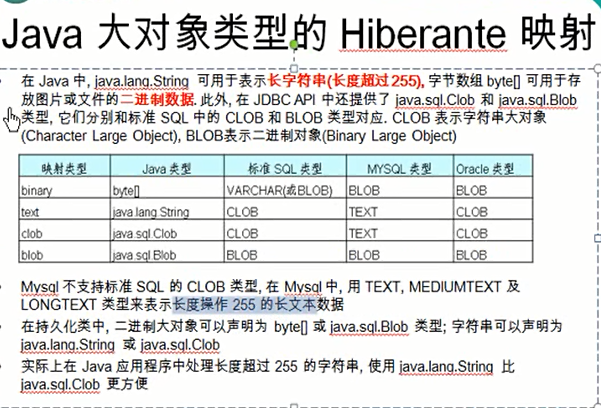 Java 大对象类型的 Hiberante 映射
在 Java 中, java.lang.String 可用于表示长字符串(长度超过 255), 字节数组 byte[] 可用于存
放图片或文件的二进制数据. 此外, 在 JDBC API 中还提供了 java.sql.Clob 和 java.sql.Blob
类型, 它们分别和标准 SQL 中的 CLOB 和 BLOB 类型对应. CLOB 表示字符串大对象
(Character Large Object), BLOB表示二进制对象(Binary Large Object)
映射类型 Java 类型 标准 SQL 类型 MYSQL 类型 Oracle 类型
binary byte[] VARCHAR(或BLOB) BLOB BLOB
text java.lang.String CLOB TEXT CLOB
clob java.sql.Clob CLOB TEXT CLOB
blob java.sql.Blob BLOB BLOB BLOB
Mysql 不支持标准 SQL 的 CLOB 类型, 在 Mysql 中, 用 TEXT, MEDIUMTEXT 及
LONGTEXT 类型来表示长度操作 255 的长文本数据
在持久化类中, 二进制大对象可以声明为 byte[] 或 java.sql.Blob 类型; 字符串可以声明为
java.lang.String 或 java.sql.Clob
实际上在 Java 应用程序中处理长度超过 255 的字符串, 使用 java.lang.String 比
java.sql.Clob 更方便